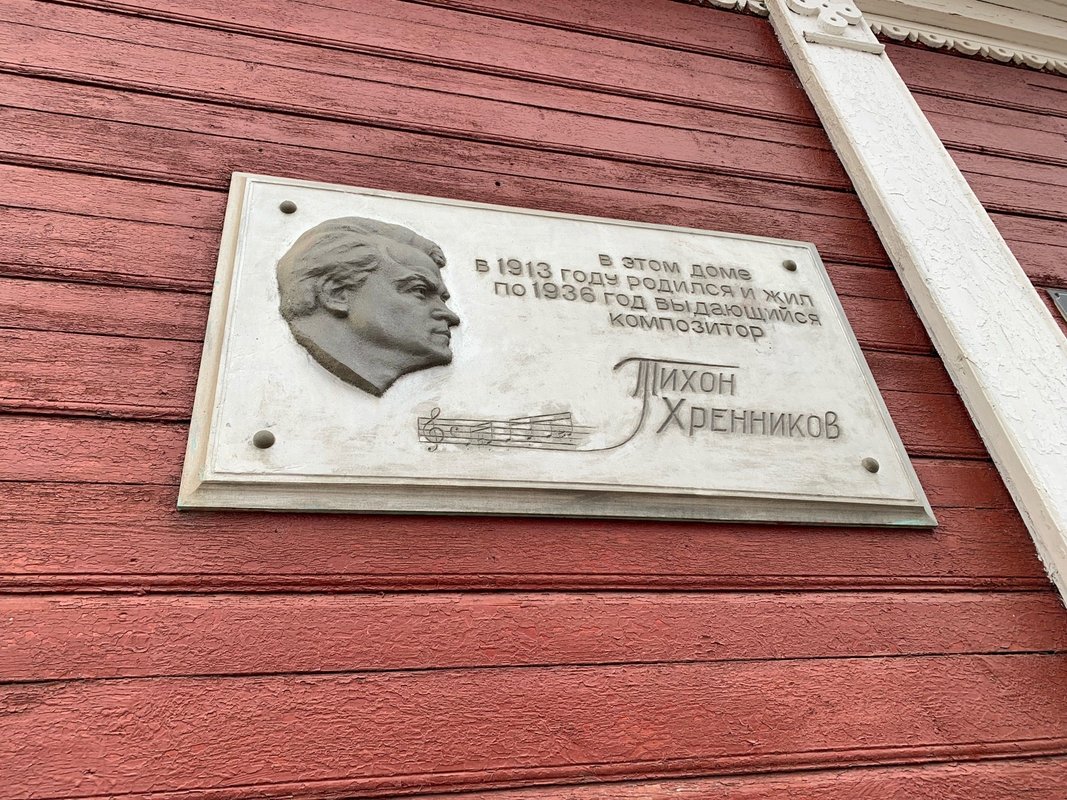 в этом доме
в 1913 году родился и жил
по 1936 год выдающийся
композитор
Тихон
Хренников